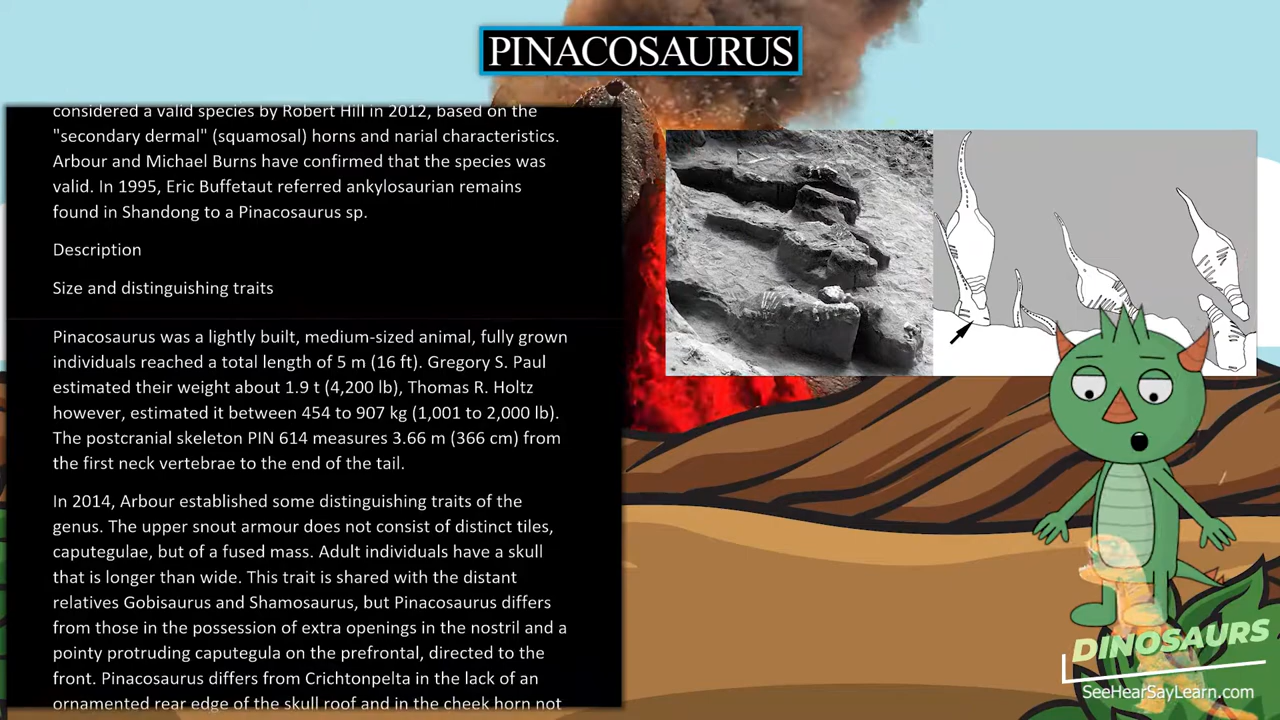 PINACOSAURUS
considered a valid species by Robert Hill in 2012, based on the
"secondary dermal" (squamosal) horns and narial characteristics.
Arbour and Michael Burns have confirmed that the species was
valid. In 1995, Eric Buffetaut referred ankylosaurian remains
found in Shandong to a Pinacosaurus sp.
Description
Size and distinguishing traits
Pinacosaurus was a lightly built, medium-sized animal, fully grown
individuals reached a total length of 5 m (16 ft). Gregory S. Paul
estimated their weight about 1.9 t (4,200 lb), Thomas R. Holtz
however, estimated it between 454 to 907 kg (1,001 to 2,000 lb).
The postcranial skeleton PIN 614 measures 3.66 m (366 cm) from
the first neck vertebrae to the end of the tail.
In 2014, Arbour established some distinguishing traits of the
genus. The upper snout armour does not consist of distinct tiles,
caputegulae, but of a fused mass. Adult individuals have a skull
that is longer than wide. This trait is shared with the distant
relatives Gobisaurus and Shamosaurus, but Pinacosaurus differs
from those in the possession of extra openings in the nostril and a
pointy protruding caputegula on the prefrontal, directed to the
front. Pinacosaurus differs from Crichtonpelta in the lack of an
ornamented rear edge of the skull roof and in the cheek horn not
DINOSAURS
SeeHearSayLearn.com